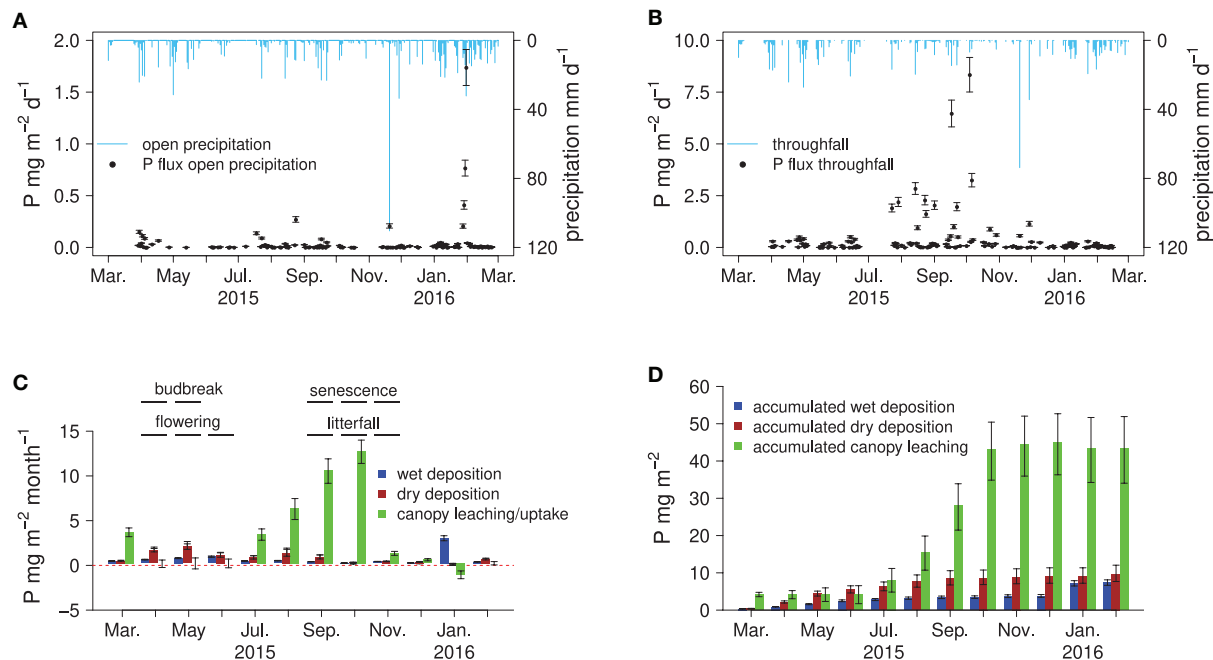 A
2.0
1.5
1.0
0.5
0.0
P mg m⁻² d⁻¹
0
40
80
120
precipitation mm d⁻¹
open precipitation
P flux open precipitation
Mar. May Jul. Sep. Nov. Jan. Mar.
2015 2016
B
10.0
7.5
5.0
2.5
0.0
P mg m⁻² d⁻¹
0
40
80
120
precipitation mm d⁻¹
throughfall
P flux throughfall
Mar. May Jul. Sep. Nov. Jan. Mar.
2015 2016
C
budbreak senescence
flowering litterfall
15
10
5
0
−5
P mg m⁻² month⁻¹
wet deposition
dry deposition
canopy leaching/uptake
Mar. May Jul. Sep. Nov. Jan.
2015 2016
D
60
50
40
30
20
10
0
P mg m⁻²
accumulated wet deposition
accumulated dry deposition
accumulated canopy leaching
Mar. May Jul. Sep. Nov. Jan.
2015 2016